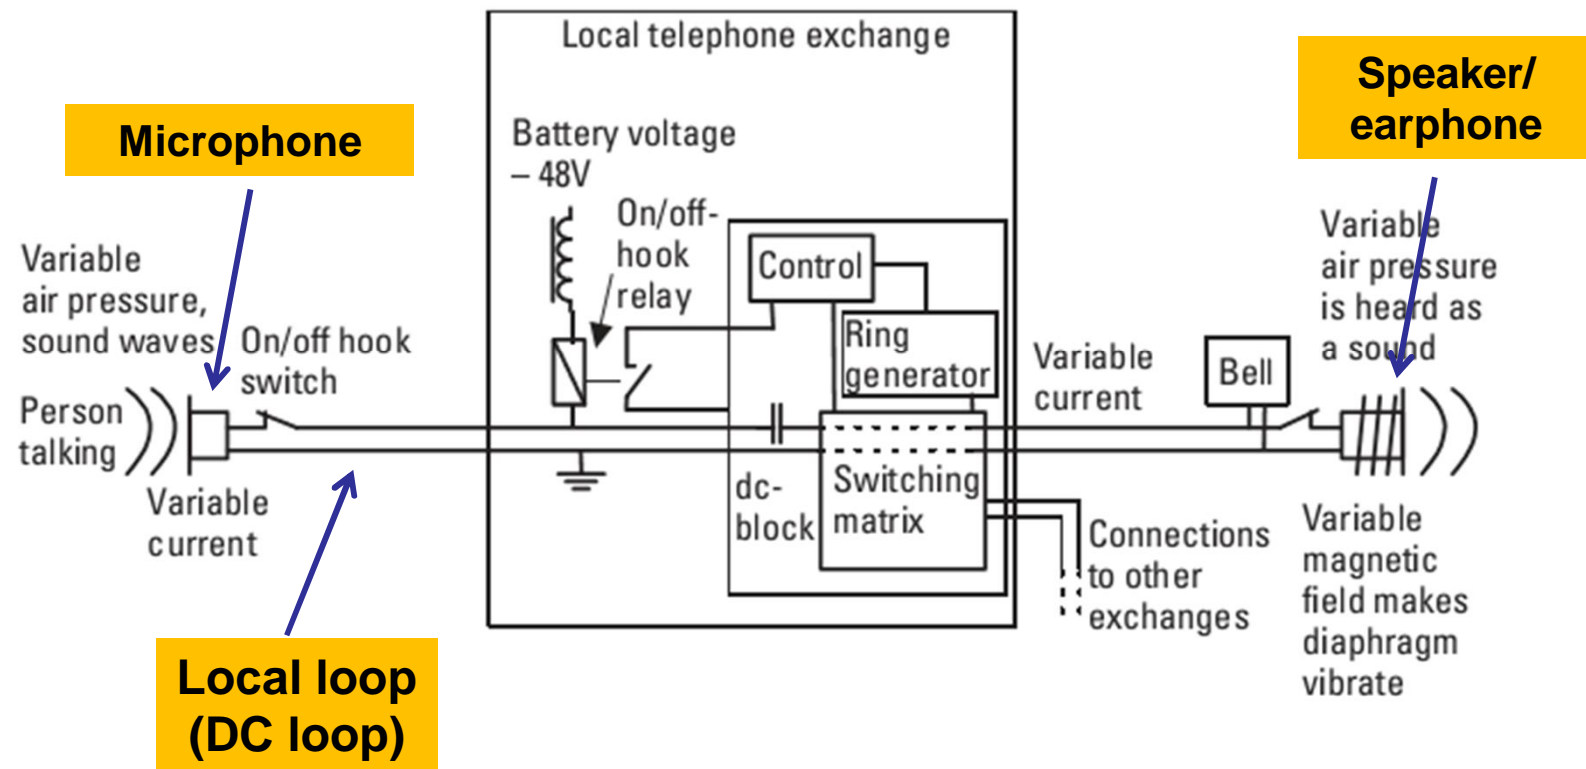 Local telephone exchange
Speaker/
earphone
Microphone
Battery voltage
– 48V
On/off-
hook
relay
Control
Ring
generator
Variable
air pressure,
sound waves
On/off hook
switch
Person
talking
Variable
current
Variable
current
Bell
Variable
air pressure
is heard as
a sound
dc-
block
Switching
matrix
Connections
to other
exchanges
Variable
magnetic
field makes
diaphragm
vibrate
Local loop
(DC loop)